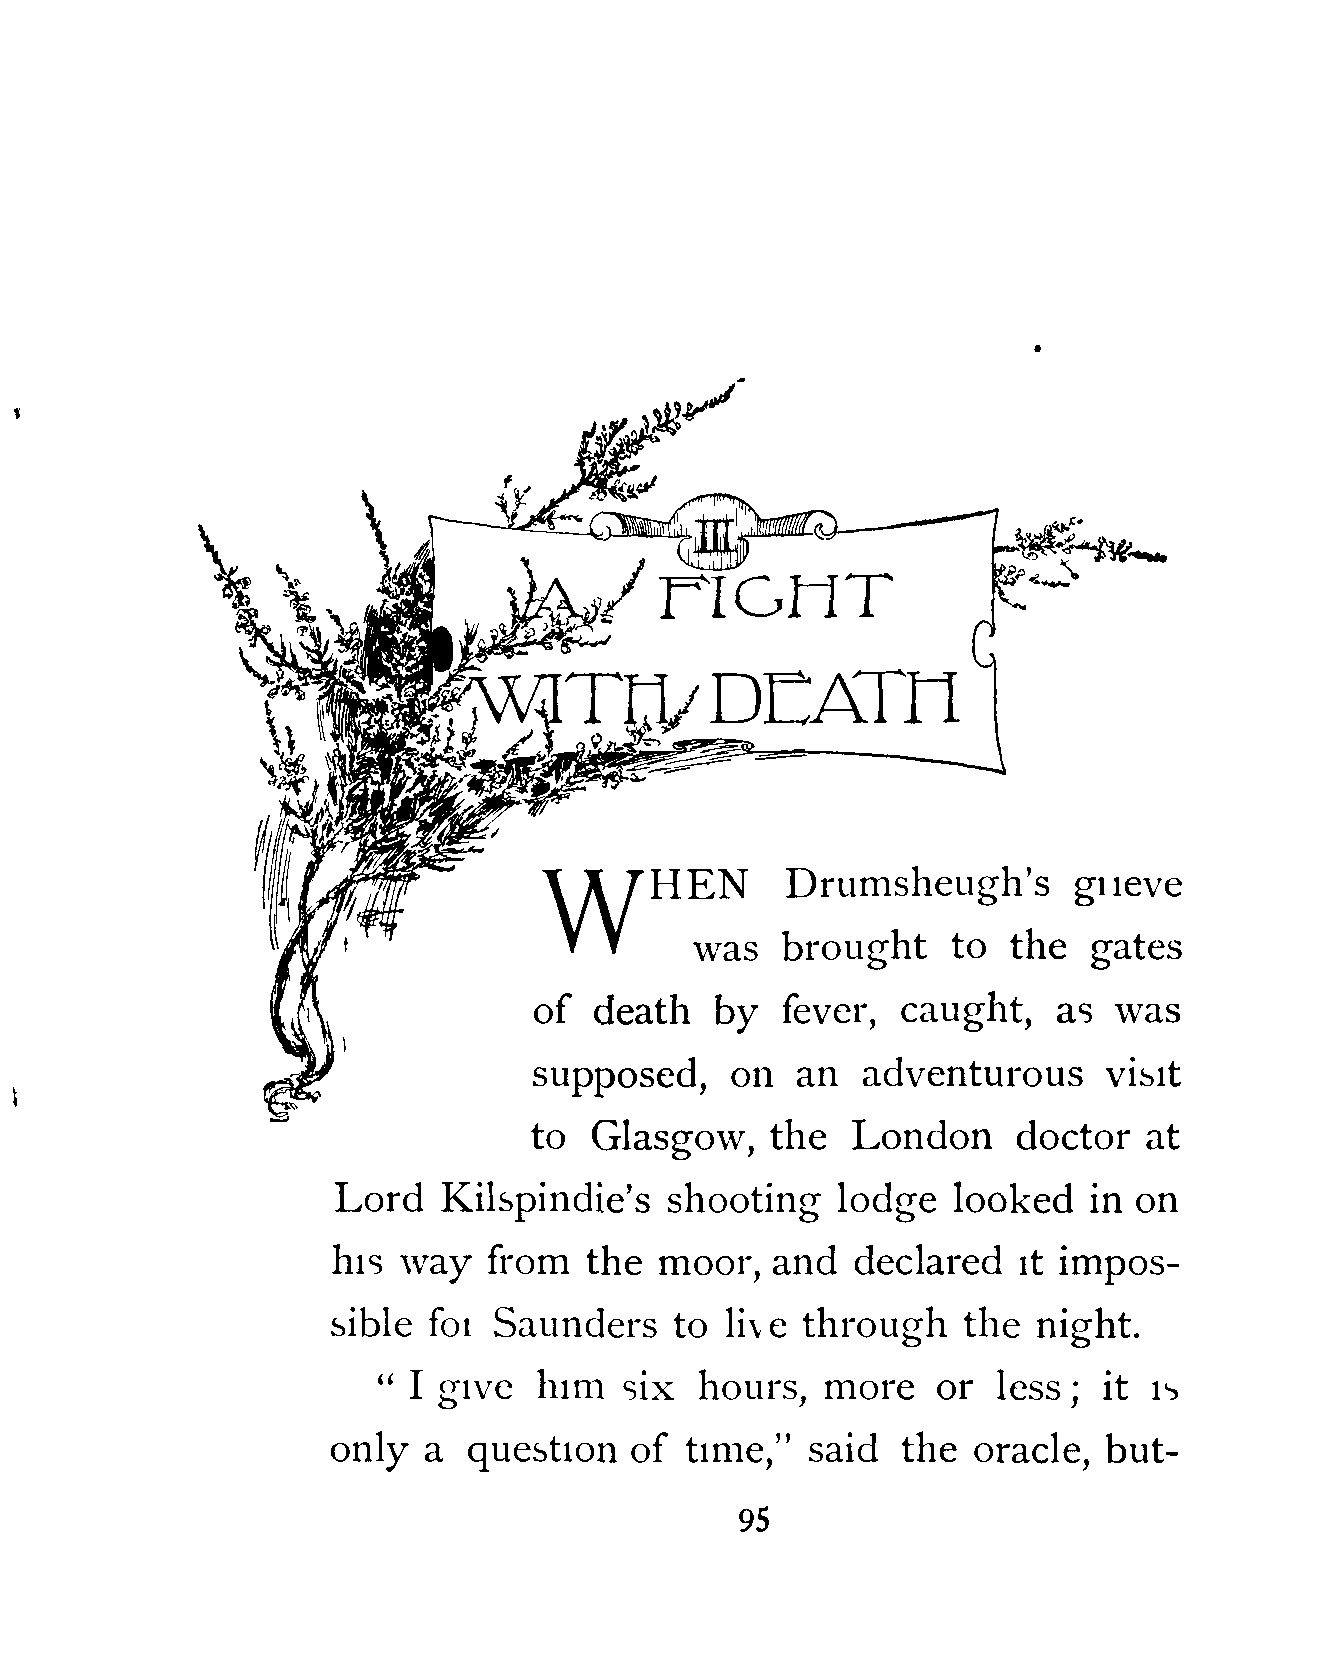 III
A FIGHT
WITH DEATH
WHEN Drumsheugh's grieve
was brought to the gates
of death by fever, caught, as was
supposed, on an adventurous visit
to Glasgow, the London doctor at
Lord Kilspindie's shooting lodge looked in on
his way from the moor, and declared it impos-
sible for Saunders to live through the night.
" I give him six hours, more or less ; it is
only a question of time," said the oracle, but-
95